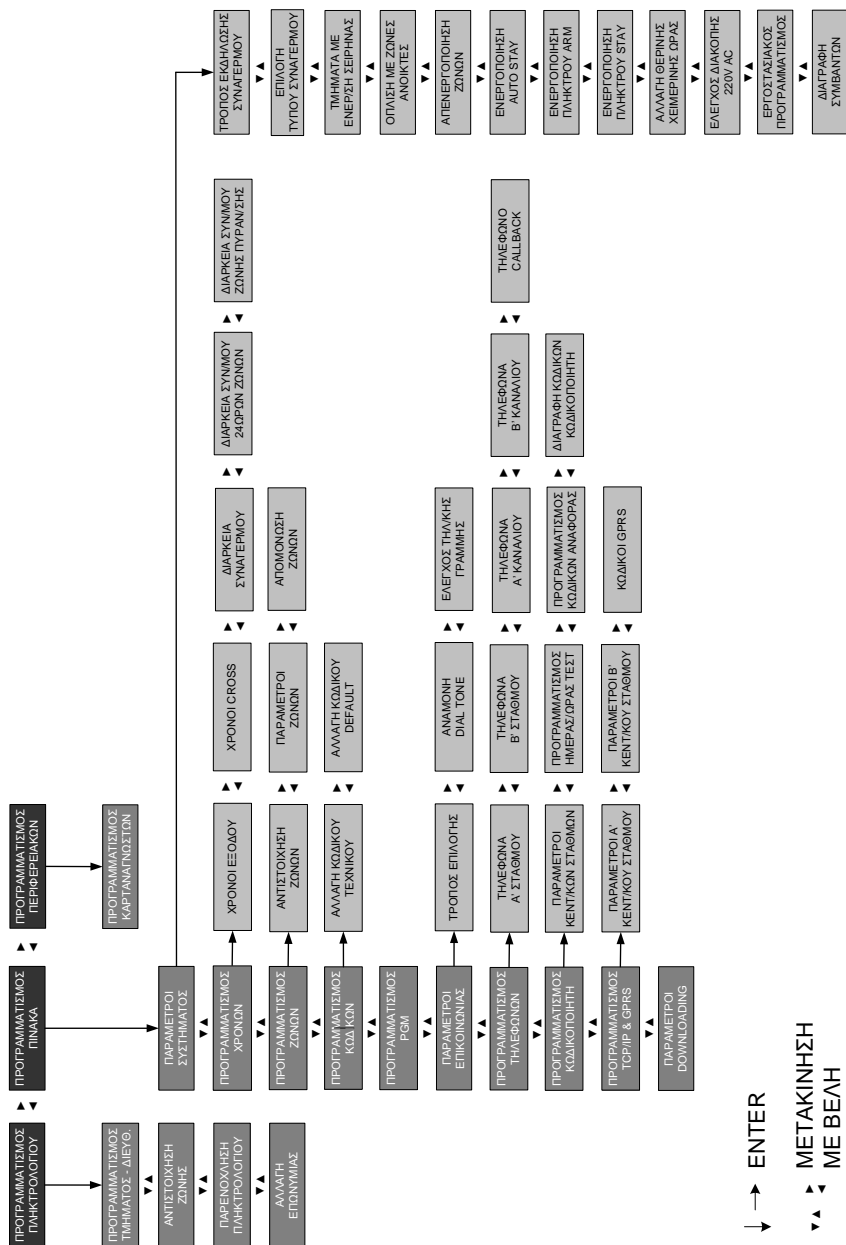 ΠΡΟΓΡΑΜΜΑΤΙΣΜΟΣ
ΠΛΗΚΤΡΟΛΟΓΙΟΥ
ΠΡΟΓΡΑΜΜΑΤΙΣΜΟΣ
ΠΙΝΑΚΑ
ΠΡΟΓΡΑΜΜΑΤΙΣΜΟΣ
ΠΕΡΙΦΕΡΕΙΑΚΩΝ
ΠΡΟΓΡΑΜΜΑΤΙΣΜΟΣ
ΤΜΗΜΑΤΟΣ - ΔΙΕΥΘ.
ΑΝΤΙΣΤΟΙΧΗΣΗ
ΖΩΝΗΣ
ΠΑΡΕΝΟΧΛΗΣΗ
ΠΛΗΚΤΡΟΛΟΓΙΟΥ
ΑΛΛΑΓΗ
ΕΠΩΝΥΜΙΑΣ
ΠΡΟΓΡΑΜΜΑΤΙΣΜΟΣ
ΚΑΡΤΑΝΑΓΝΩΣΤΩΝ
ΠΑΡΑΜΕΤΡΟΙ
ΣΥΣΤΗΜΑΤΟΣ
ΤΡΟΠΟΣ ΕΚΔΗΛΩΣΗΣ
ΣΥΝΑΓΕΡΜΟΥ
ΕΠΙΛΟΓΗ
ΤΥΠΟΥ ΣΥΝΑΓΕΡΜΟΥ
ΤΜΗΜΑΤΑ ΜΕ
ΕΝΕΡ/ΣΗ ΣΕΙΡΗΝΑΣ
ΟΠΛΙΣΗ ΜΕ ΖΩΝΕΣ
ΑΝΟΙΚΤΕΣ
ΑΠΕΝΕΡΓΟΠΟΙΗΣΗ
ΖΩΝΩΝ
ΕΝΕΡΓΟΠΟΙΗΣΗ
AUTO STAY
ΕΝΕΡΓΟΠΟΙΗΣΗ
ΠΛΗΚΤΡΟΥ ARM
ΕΝΕΡΓΟΠΟΙΗΣΗ
ΠΛΗΚΤΡΟΥ STAY
ΑΛΛΑΓΗ ΘΕΡΙΝΗΣ
ΧΕΙΜΕΡΙΝΗΣ ΩΡΑΣ
ΕΛΕΓΧΟΣ ΔΙΑΚΟΠΗΣ
220V AC
ΕΡΓΟΣΤΑΣΙΑΚΟΣ
ΠΡΟΓΡΑΜΜΑΤΙΣΜΟΣ
ΔΙΑΓΡΑΦΗ
ΣΥΜΒΑΝΤΩΝ
ΠΡΟΓΡΑΜΜΑΤΙΣΜΟΣ
ΧΡΟΝΩΝ
ΧΡΟΝΟΙ ΕΞΟΔΟΥ
ΧΡΟΝΟΙ CROSS
ΔΙΑΡΚΕΙΑ
ΣΥΝΑΓΕΡΜΟΥ
ΔΙΑΡΚΕΙΑ ΣΥΝ/ΜΟΥ
24ΩΡΩΝ ΖΩΝΩΝ
ΔΙΑΡΚΕΙΑ ΣΥΝ/ΜΟΥ
ΖΩΝΗΣ ΠΥΡΑΝ/ΣΗΣ
ΠΡΟΓΡΑΜΜΑΤΙΣΜΟΣ
ΖΩΝΩΝ
ΑΝΤΙΣΤΟΙΧΗΣΗ
ΖΩΝΩΝ
ΠΑΡΑΜΕΤΡΟΙ
ΖΩΝΩΝ
ΑΠΟΜΟΝΩΣΗ
ΖΩΝΩΝ
ΠΡΟΓΡΑΜΜΑΤΙΣΜΟΣ
ΚΩΔΙΚΩΝ
ΑΛΛΑΓΗ ΚΩΔΙΚΟΥ
ΤΕΧΝΙΚΟΥ
ΑΛΛΑΓΗ ΚΩΔΙΚΟΥ
DEFAULT
ΠΡΟΓΡΑΜΜΑΤΙΣΜΟΣ
PGM
ΠΑΡΑΜΕΤΡΟΙ
ΕΠΙΚΟΙΝΩΝΙΑΣ
ΤΡΟΠΟΣ ΕΠΙΛΟΓΗΣ
ΑΝΑΜΟΝΗ
DIAL TONE
ΕΛΕΓΧΟΣ ΤΗΛ/ΚΗΣ
ΓΡΑΜΜΗΣ
ΠΡΟΓΡΑΜΜΑΤΙΣΜΟΣ
ΤΗΛΕΦΩΝΩΝ
ΤΗΛΕΦΩΝΑ
Α' ΣΤΑΘΜΟΥ
ΤΗΛΕΦΩΝΑ
Β' ΣΤΑΘΜΟΥ
ΤΗΛΕΦΩΝΑ
Α' ΚΑΝΑΛΙΟΥ
ΤΗΛΕΦΩΝΑ
Β' ΚΑΝΑΛΙΟΥ
ΤΗΛΕΦΩΝΟ
CALLBACK
ΠΡΟΓΡΑΜΜΑΤΙΣΜΟΣ
ΚΩΔΙΚΟΠΟΙΗΤΗ
ΠΑΡΑΜΕΤΡΟΙ
ΚΕΝΤ/ΚΩΝ ΣΤΑΘΜΩΝ
ΠΡΟΓΡΑΜΜΑΤΙΣΜΟΣ
ΗΜΕΡΑΣ/ΩΡΑΣ ΤΕΣΤ
ΠΡΟΓΡΑΜΜΑΤΙΣΜΟΣ
ΚΩΔΙΚΩΝ ΑΝΑΦΟΡΑΣ
ΔΙΑΓΡΑΦΗ ΚΩΔΙΚΩΝ
ΚΩΔΙΚΟΠΟΙΗΤΗ
ΠΡΟΓΡΑΜΜΑΤΙΣΜΟΣ
TCP/IP & GPRS
ΠΑΡΑΜΕΤΡΟΙ Α'
ΚΕΝΤ/ΚΟΥ ΣΤΑΘΜΟΥ
ΠΑΡΑΜΕΤΡΟΙ Β'
ΚΕΝΤ/ΚΟΥ ΣΤΑΘΜΟΥ
ΚΩΔΙΚΟΙ GPRS
ΠΑΡΑΜΕΤΡΟΙ
DOWNLOADING
ENTER
ΜΕΤΑΚΙΝΗΣΗ
ΜΕ ΒΕΛΗ